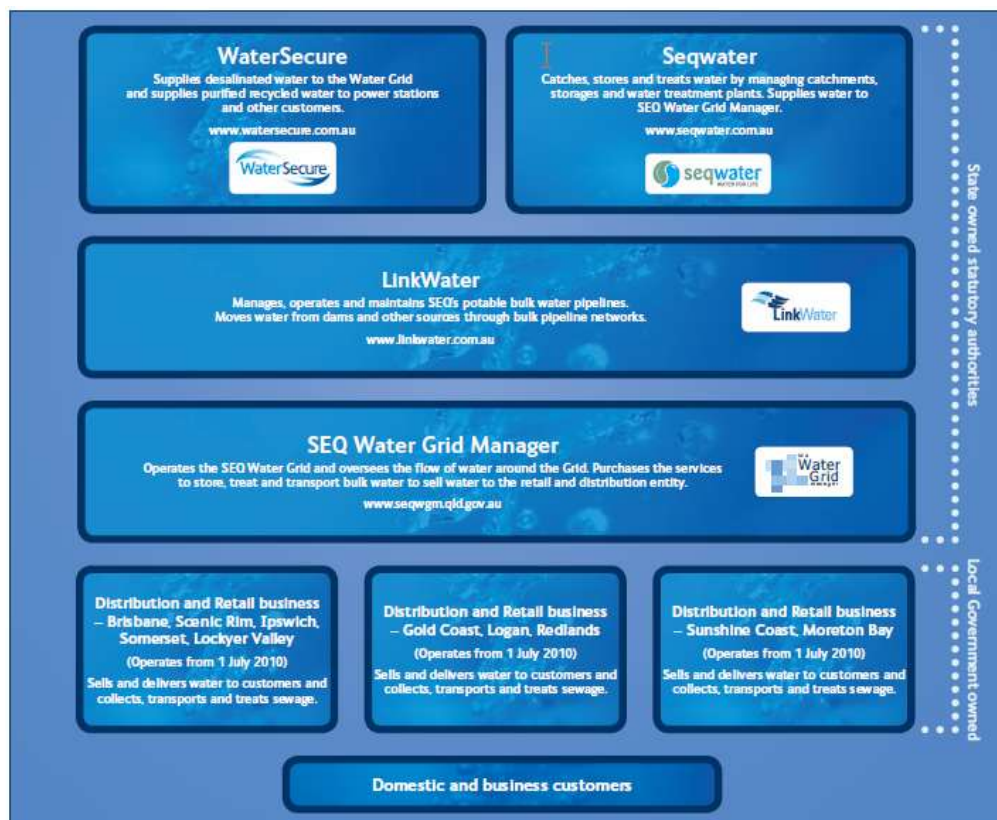 WaterSecure
Supplies desalinated water to the Water Grid
and supplies purified recycled water to power stations
and other customers.
www.watersecure.com.au
WaterSecure
Seqwater
Catches, stores and treats water by managing catchments,
storages and water treatment plants. Supplies water to
SEQ Water Grid Manager.
www.seqwater.com.au
seqwater
WATER FOR LIFE
LinkWater
Manages, operates and maintains SEQ's potable bulk water pipelines.
Moves water from dams and other sources through bulk pipeline networks.
www.linkwater.com.au
LinkWater
SEQ Water Grid Manager
Operates the SEQ Water Grid and oversees the flow of water around the Grid. Purchases the services
to store, treat and transport bulk water to sell water to the retail and distribution entity.
www.seqwgm.qld.gov.au
SEQ
Water
Grid
Manager
State owned statutory authorities
Distribution and Retail business
– Brisbane, Scenic Rim, Ipswich,
Somerset, Lockyer Valley
(Operates from 1 July 2010)
Sells and delivers water to customers and
collects, transports and treats sewage.
Distribution and Retail business
– Gold Coast, Logan, Redlands
(Operates from 1 July 2010)
Sells and delivers water to customers and
collects, transports and treats sewage.
Distribution and Retail business
– Sunshine Coast, Moreton Bay
(Operates from 1 July 2010)
Sells and delivers water to customers and
collects, transports and treats sewage.
Local Government owned
Domestic and business customers